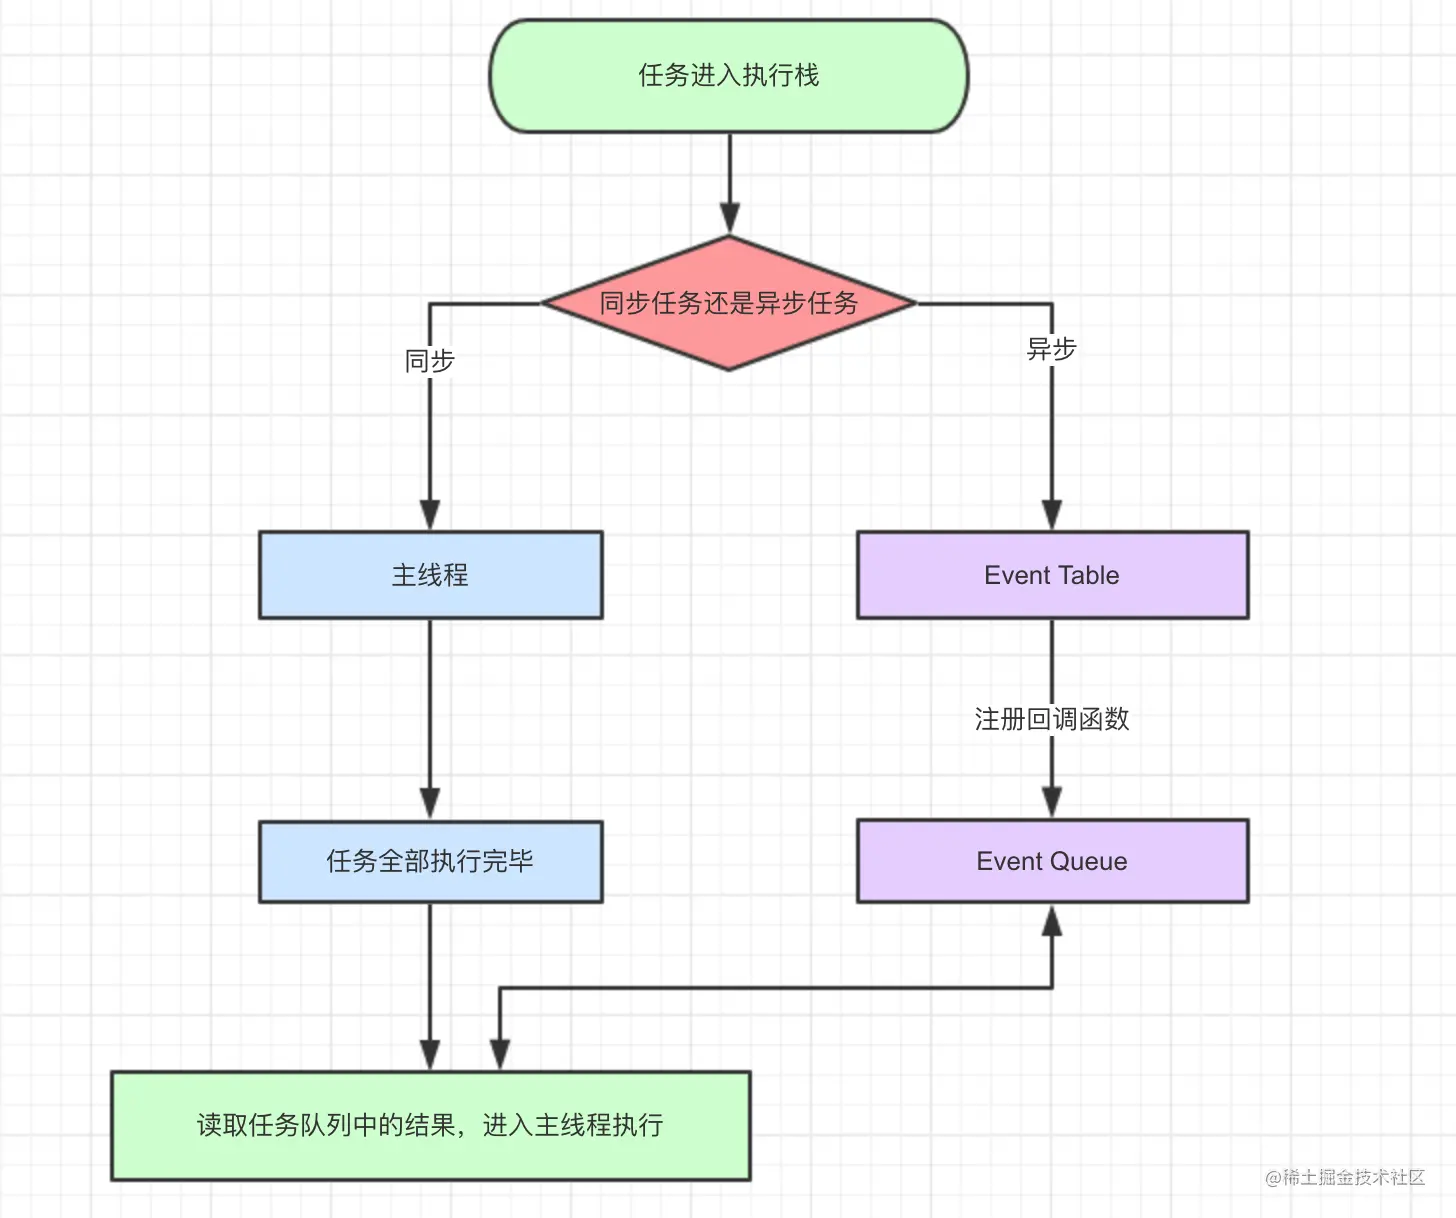 任务进入执行栈
同步任务还是异步任务
同步
异步
主线程
Event Table
注册回调函数
任务全部执行完毕
Event Queue
读取任务队列中的结果，进入主线程执行
@稀土掘金技术社区